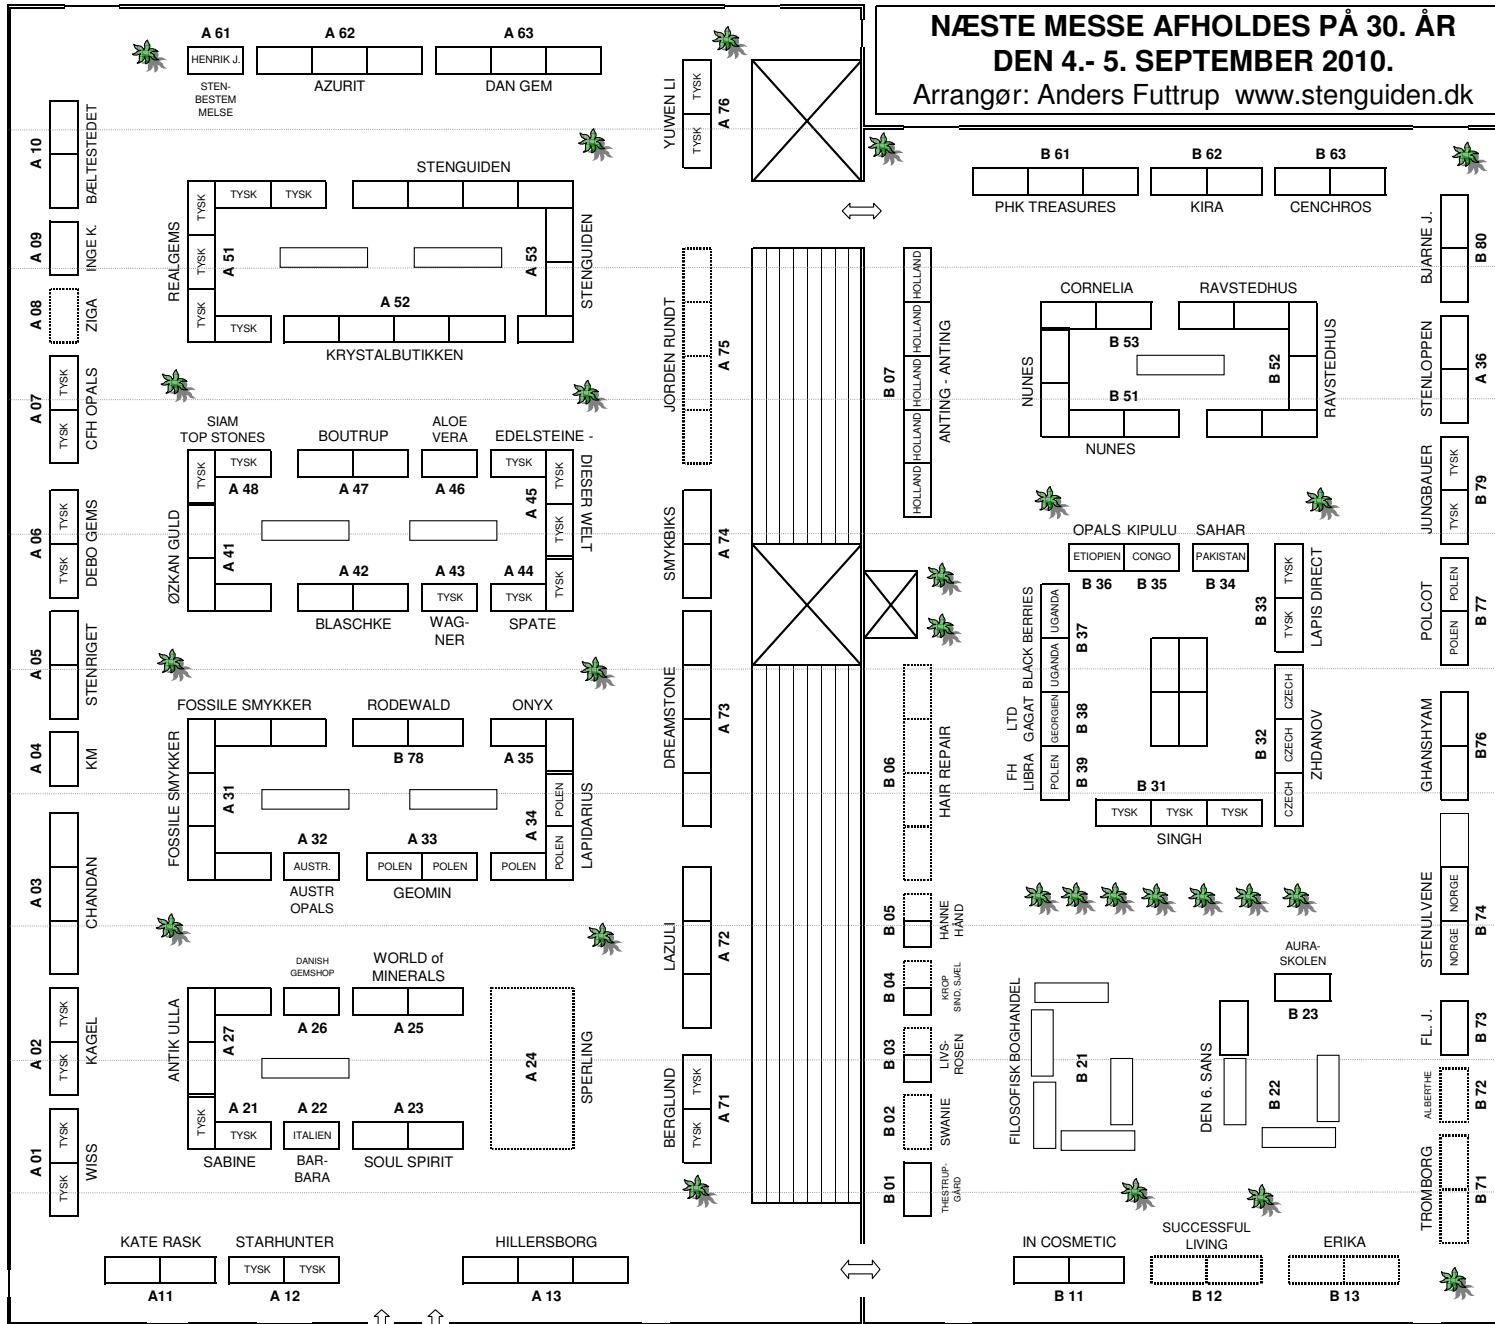 NÆSTE MESSE AFHOLDES PÅ 30. ÅR
DEN 4.- 5. SEPTEMBER 2010.
Arrangør: Anders Futtrup www.stenguiden.dk
A 61
HENRIK J.
STEN-
BESTEM
MELSE
A 62
AZURIT
A 63
DAN GEM
YUWEN LI
TYSK
TYSK
A 76
A 10
BÆLTESTEDET
A 09
INGE K.
A 08
ZIGA
A 07
TYSK
TYSK
CFH OPALS
A 06
TYSK
TYSK
DEBO GEMS
A 05
STENRIGET
A 04
KM
A 03
CHANDAN
A 02
TYSK
TYSK
KAGEL
A 01
TYSK
TYSK
WISS
STENGUIDEN
TYSK
TYSK
REALGEMS
TYSK
TYSK
TYSK
A 51
A 53
STENGUIDEN
A 52
TYSK
KRYSTALBUTIKKEN
JORDEN RUNDT
A 75
SIAM
TOP STONES
BOUTRUP
ALOE
VERA
EDELSTEINE -
DIESER WELT
TYSK
TYSK
TYSK
TYSK
A 48
A 47
A 46
A 45
TYSK
ØZKAN GULD
A 41
A 42
A 43
A 44
TYSK
TYSK
TYSK
BLASCHKE
WAG-
NER
SPATE
SMYKBIKS
A 74
FOSSILE SMYKKER
RODEWALD
ONYX
B 78
A 35
FOSSILE SMYKKER
A 31
A 32
A 33
A 34
POLEN
POLEN
LAPIDARIUS
AUSTR.
POLEN
POLEN
POLEN
AUSTR
OPALS
GEOMIN
DREAMSTONE
A 73
LAZULI
A 72
DANISH
GEMSHOP
WORLD of
MINERALS
ANTIK ULLA
A 27
A 26
A 25
A 24
SPERLING
TYSK
A 21
A 22
A 23
TYSK
ITALIEN
SABINE
BAR-
BARA
SOUL SPIRIT
BERGLUND
TYSK
TYSK
A 71
KATE RASK
A11
STARHUNTER
TYSK
TYSK
A 12
HILLERSBORG
A 13
B 61
PHK TREASURES
B 62
KIRA
B 63
CENCHROS
BJARNE J.
B 80
B 07
HOLLAND
HOLLAND
HOLLAND
HOLLAND
HOLLAND
ANTING - ANTING
CORNELIA
RAVSTEDHUS
NUNES
B 53
B 52
RAVSTEDHUS
B 51
NUNES
STENLOPPEN
A 36
JUNGBAUER
TYSK
TYSK
B 79
OPALS
KIPULU
SAHAR
ETIOPIEN
CONGO
PAKISTAN
B 36
B 35
B 34
BLACK BERIES
UGANDA
UGANDA
B 37
B 33
TYSK
TYSK
LAPIS DIRECT
POLCOT
POLEN
POLEN
B 77
LTD
GAGAT
GEORGIEN
B 38
FH
LIBRA
POLEN
B 39
B 32
CZECH
CZECH
CZECH
ZHDANOV
B 31
TYSK
TYSK
TYSK
SINGH
GHANSHYAM
B76
B 06
HAIR REPAIR
B 05
HANNE
HÅND
B 04
KROP
SIND, SJÆL
B 03
LIVS-
ROSEN
B 02
SWANIE
B 01
THESTRUP-
GÅRD
STENULVENE
NORGE
NORGE
B 74
FILOSOFISK BOGHANDEL
B 21
DEN 6. SANS
B 22
AURA-
SKOLEN
B 23
FL. J.
B 73
ALBERTHE
B 72
TROMBORG
B 71
IN COSMETIC
B 11
SUCCESSFUL
LIVING
B 12
ERIKA
B 13